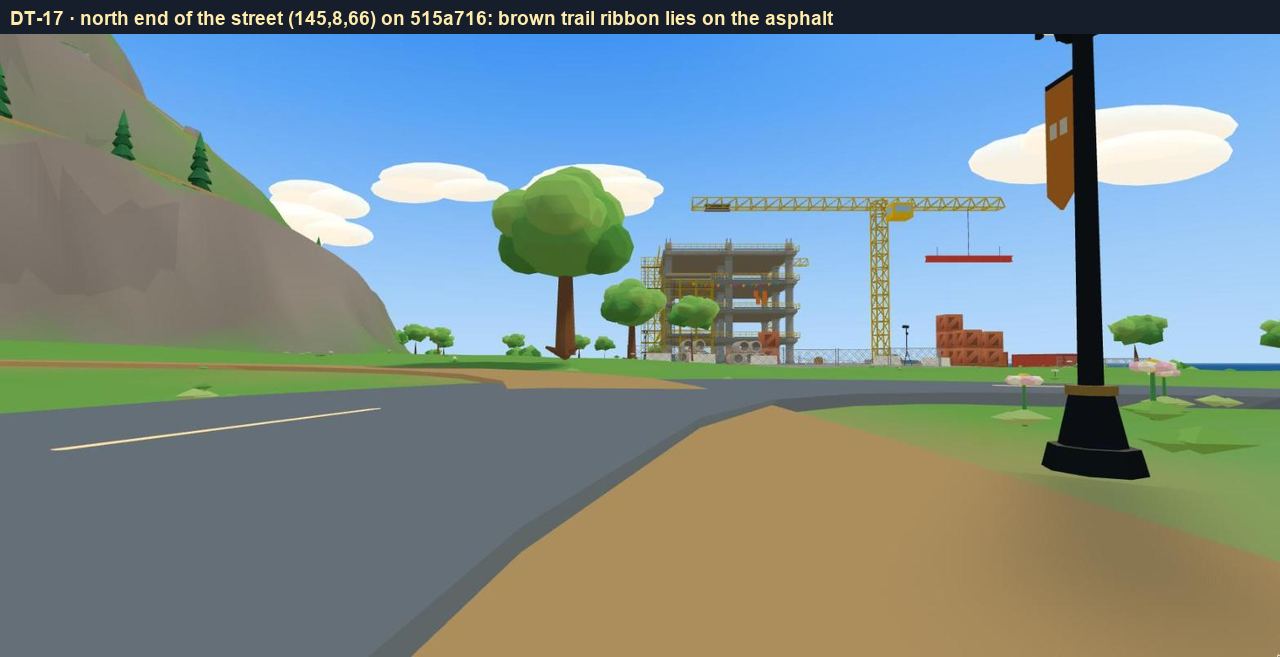 DT-17 · north end of the street (145,8,66) on 515a716: brown trail ribbon lies on the asphalt